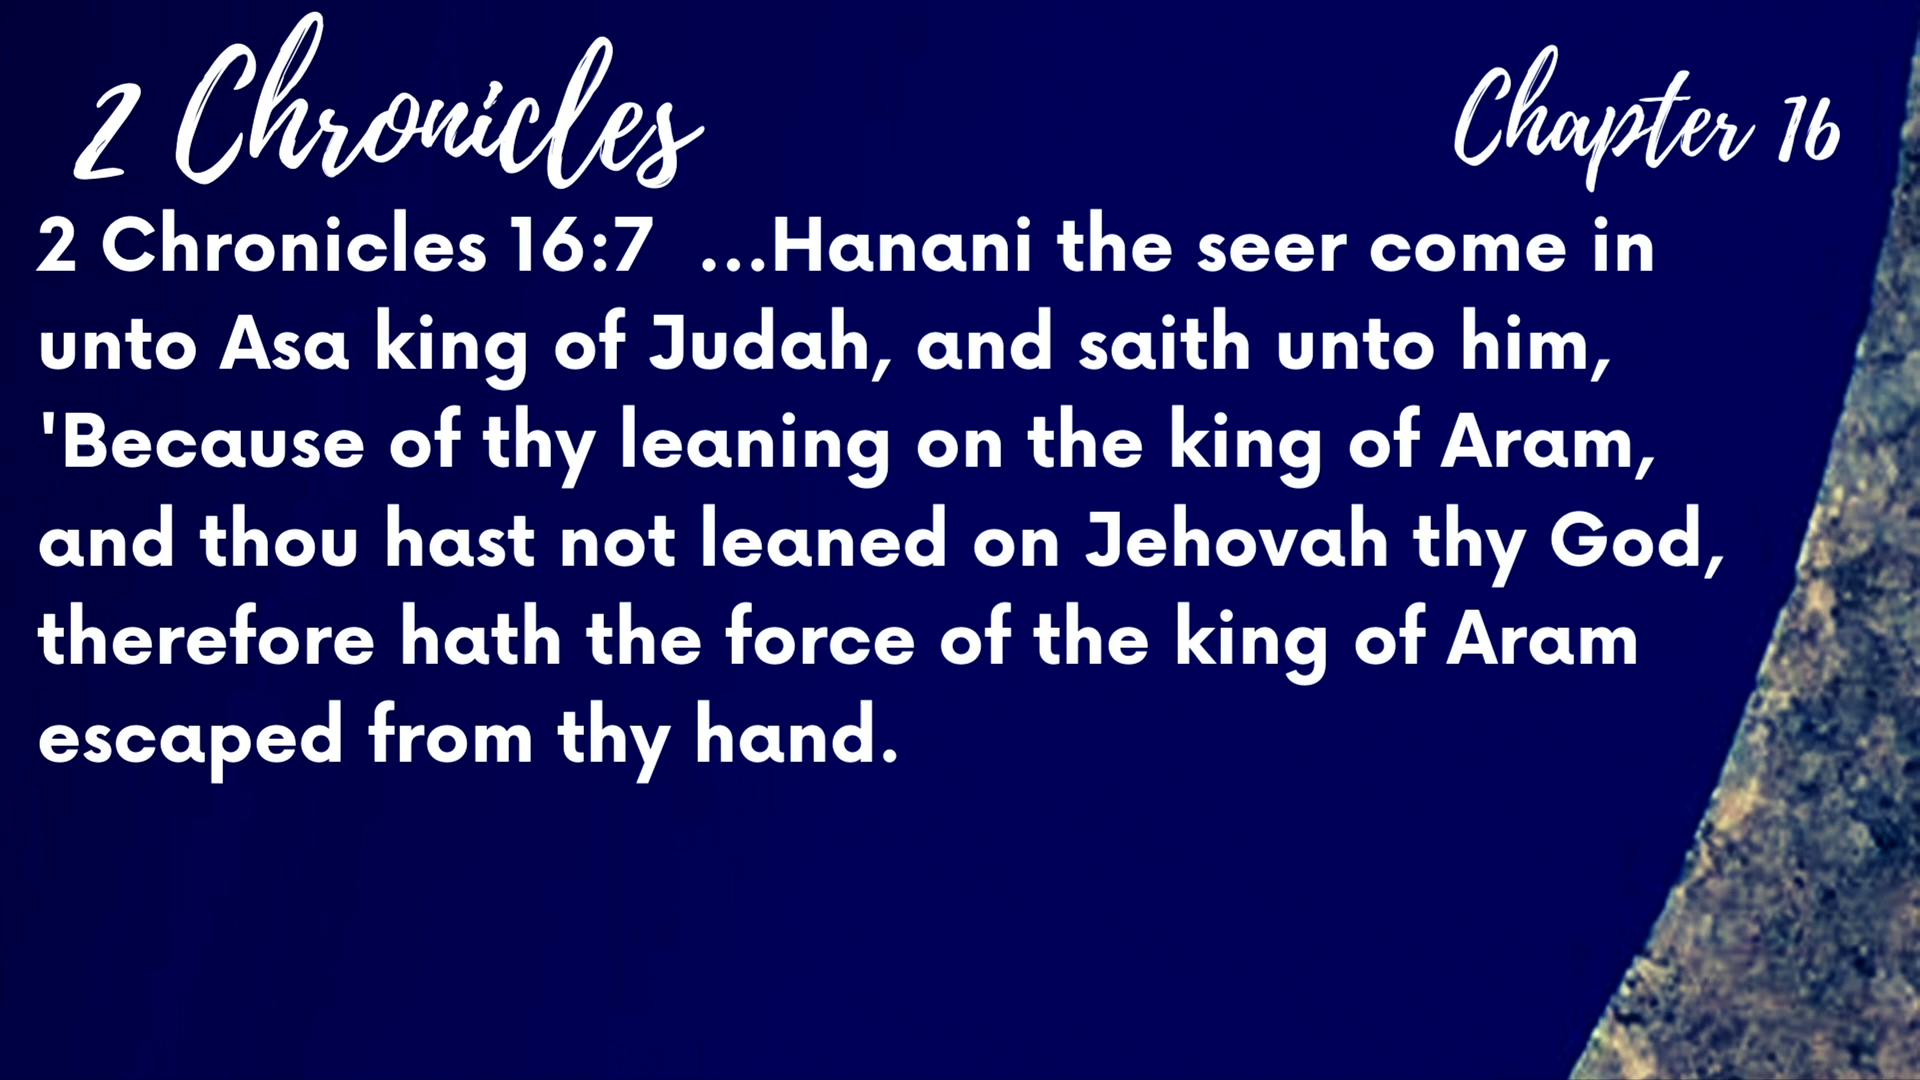 2 Chronicles
Chapter 16
2 Chronicles 16:7 ...Hanani the seer come in
unto Asa king of Judah, and saith unto him,
'Because of thy leaning on the king of Aram,
and thou hast not leaned on Jehovah thy God,
therefore hath the force of the king of Aram
escaped from thy hand.